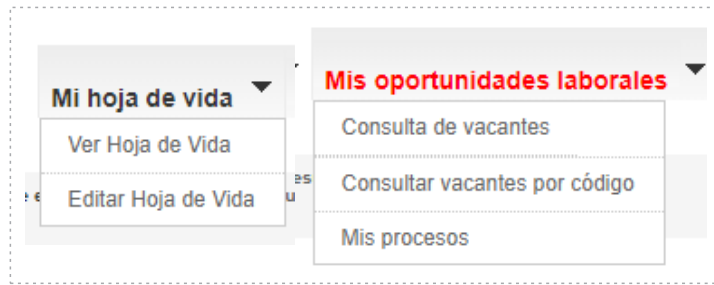 Mi hoja de vida
Ver Hoja de Vida
Editar Hoja de Vida
Mis oportunidades laborales
Consulta de vacantes
Consultar vacantes por código
Mis procesos
es
u